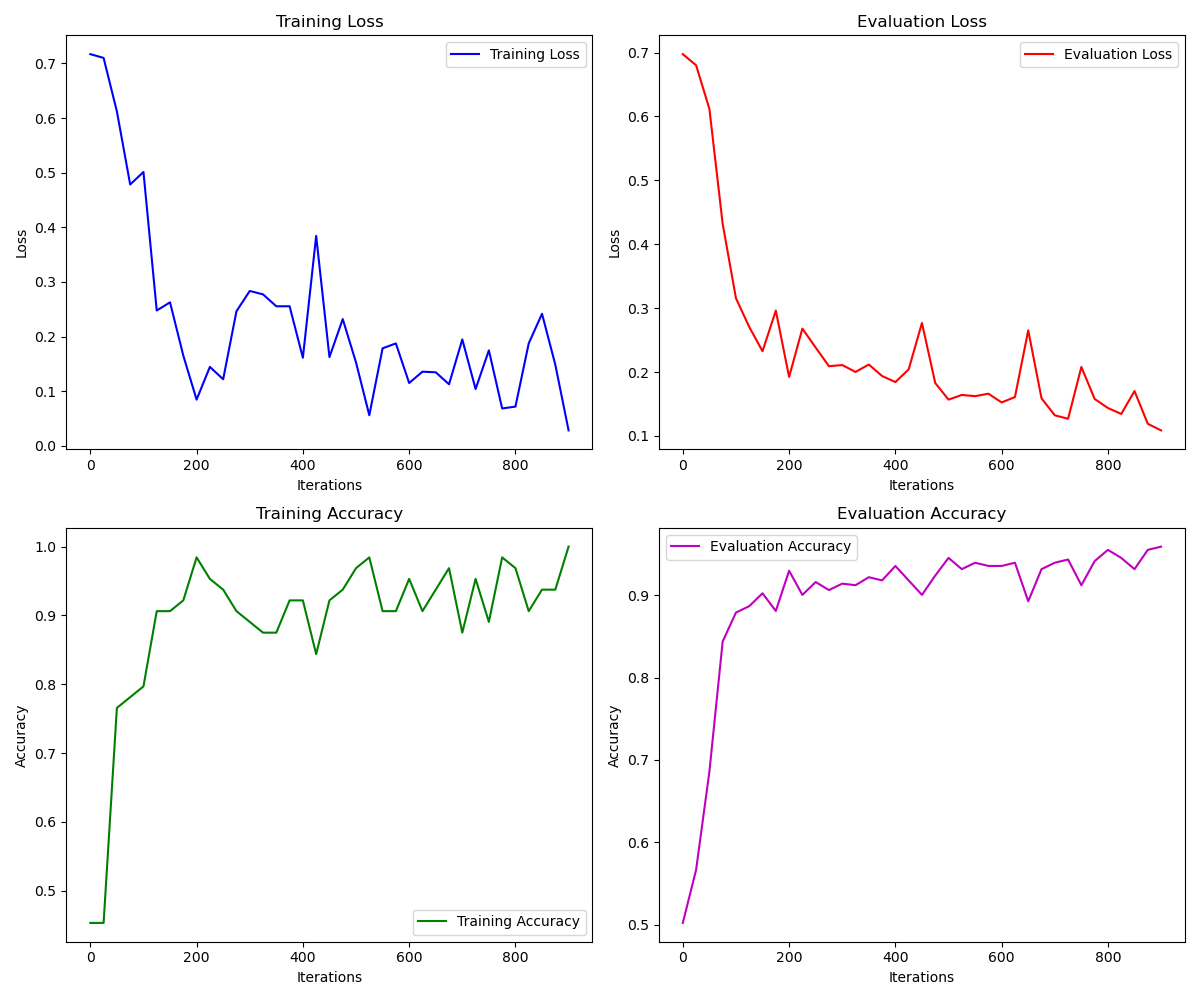 Training Loss
Training Loss
0.7
0.6
0.5
0.4
0.3
0.2
0.1
0.0
Loss
0 200 400 600 800
Iterations
Evaluation Loss
Evaluation Loss
0.7
0.6
0.5
0.4
0.3
0.2
0.1
Loss
0 200 400 600 800
Iterations
Training Accuracy
1.0
0.9
0.8
0.7
0.6
0.5
Accuracy
Training Accuracy
0 200 400 600 800
Iterations
Evaluation Accuracy
Evaluation Accuracy
0.9
0.8
0.7
0.6
0.5
Accuracy
0 200 400 600 800
Iterations